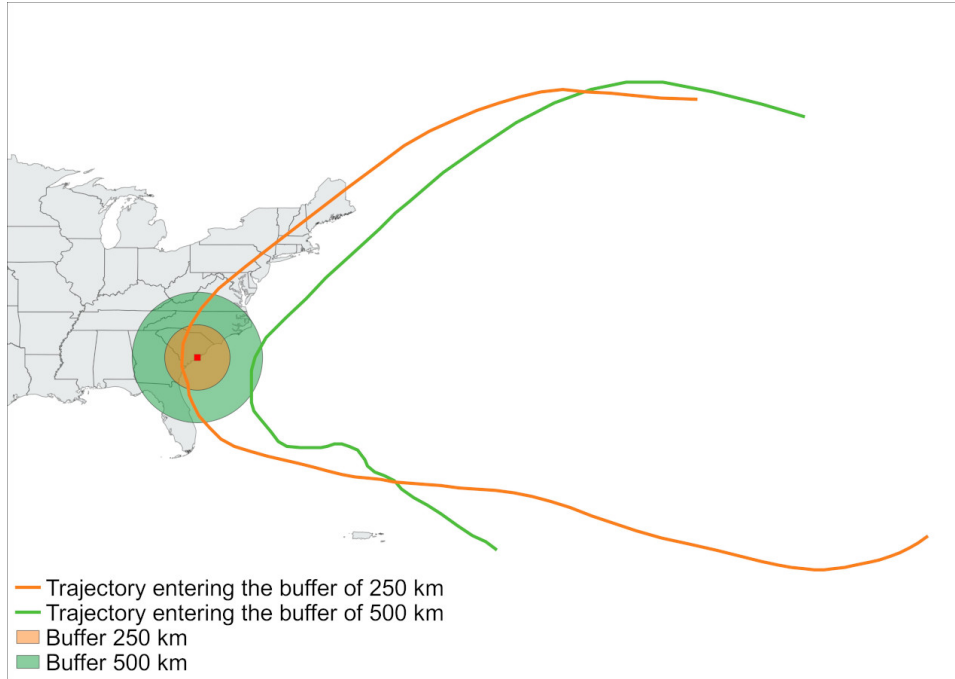 Trajectory entering the buffer of 250 km
Trajectory entering the buffer of 500 km
Buffer 250 km
Buffer 500 km